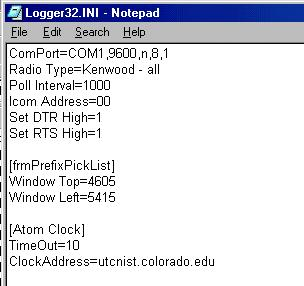 Logger32.INI - Notepad
File Edit Search Help
ComPort=COM1,9600,n,8,1
Radio Type=Kenwood - all
Poll Interval=1000
Icom Address=00
Set DTR High=1
Set RTS High=1
[frmPrefixPickList]
Window Top=4605
Window Left=5415
[Atom Clock]
TimeOut=10
ClockAddress=utcnist.colorado.edu